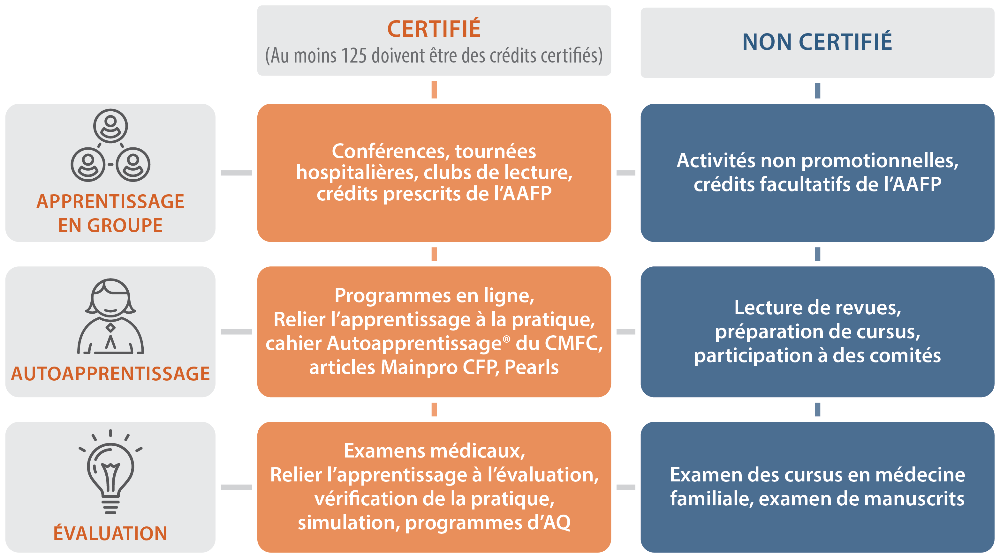 CERTIFIÉ
(Au moins 125 doivent être des crédits certifiés)
NON CERTIFIÉ
APPRENTISSAGE
EN GROUPE
Conférences, tournées
hospitalières, clubs de lecture,
crédits prescrits de l’AAFP
Activités non promotionnelles,
crédits facultatifs de l’AAFP
AUTOAPPRENTISSAGE
Programmes en ligne,
Relier l’apprentissage à la pratique,
cahier Autoapprentissage® du CMFC,
articles Mainpro CFP, Pearls
Lecture de revues,
préparation de cursus,
participation à des comités
ÉVALUATION
Examens médicaux,
Relier l’apprentissage à l’évaluation,
vérification de la pratique,
simulation, programmes d’AQ
Examen des cursus en médecine
familiale, examen de manuscrits